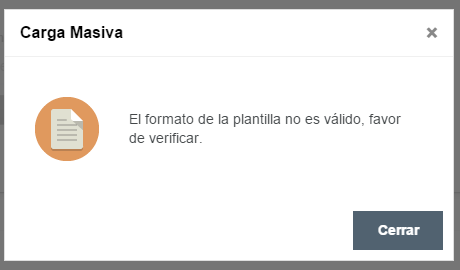 Carga Masiva
El formato de la plantilla no es válido, favor
de verificar.
Cerrar